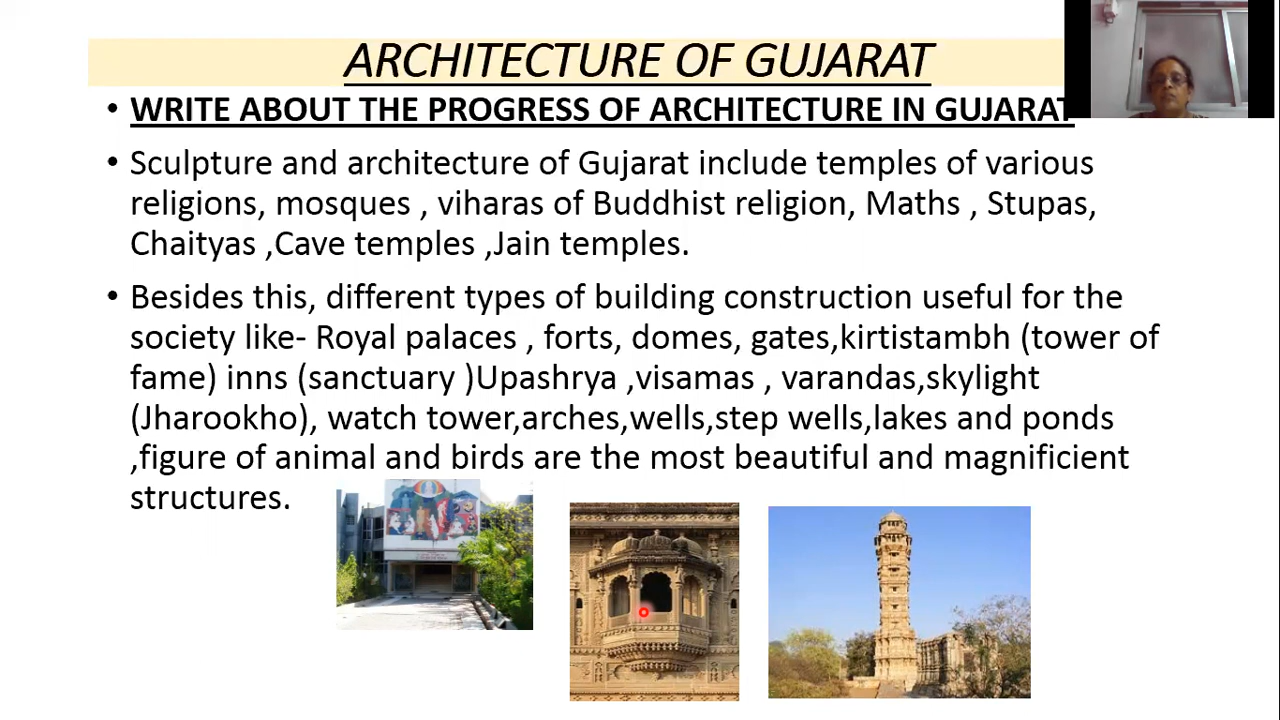 ARCHITECTURE OF GUJARAT
• WRITE ABOUT THE PROGRESS OF ARCHITECTURE IN GUJARAT
• Sculpture and architecture of Gujarat include temples of various
religions, mosques , viharas of Buddhist religion, Maths , Stupas,
Chaityas ,Cave temples ,Jain temples.
• Besides this, different types of building construction useful for the
society like- Royal palaces , forts, domes, gates,kirtistambh (tower of
fame) inns (sanctuary )Upashrya ,visamas , varandas,skylight
(Jharookho), watch tower,arches,wells,step wells,lakes and ponds
,figure of animal and birds are the most beautiful and magnificient
structures.